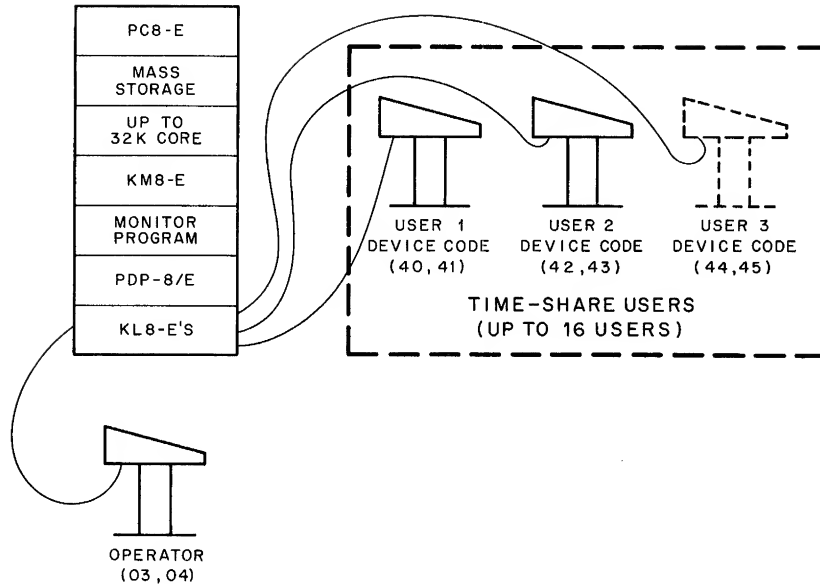 PC8-E
MASS
STORAGE
UP TO
32K CORE
KM8-E
MONITOR
PROGRAM
PDP-8/E
KL8-E'S
USER 1
DEVICE CODE
(40,41)
USER 2
DEVICE CODE
(42,43)
USER 3
DEVICE CODE
(44,45)
TIME-SHARE USERS
(UP TO 16 USERS)
OPERATOR
(03,04)